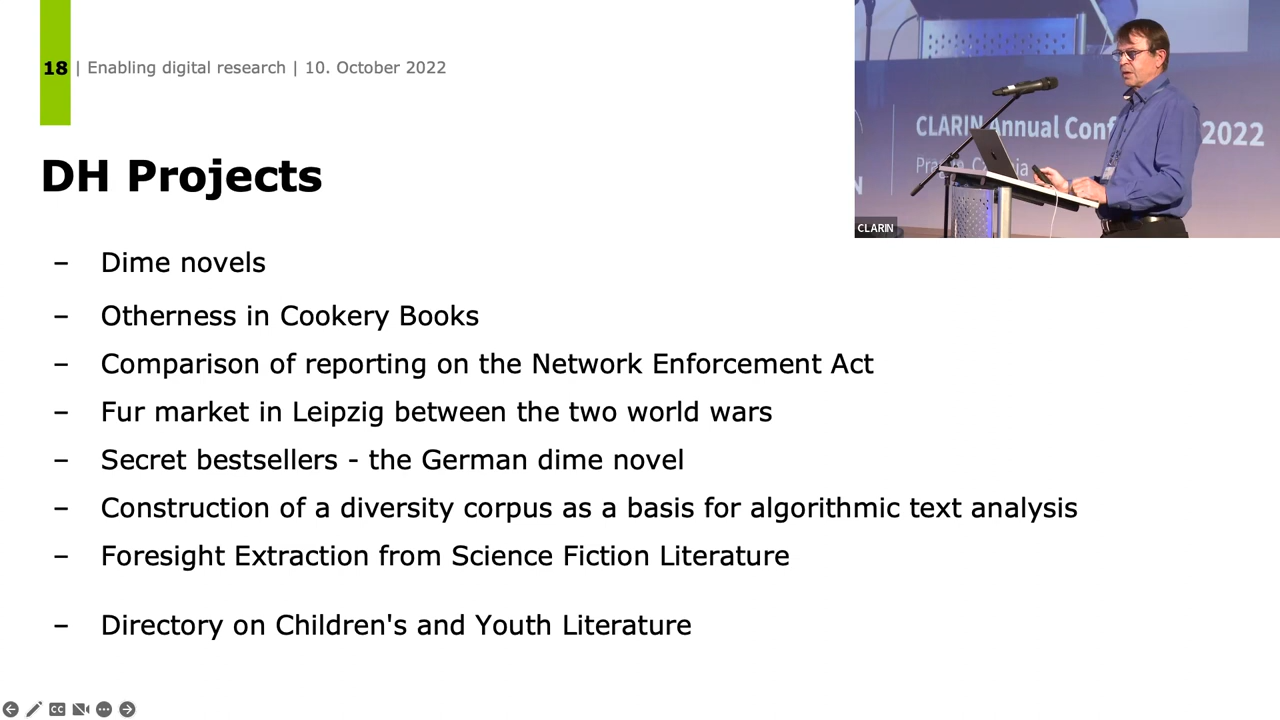 18 | Enabling digital research | 10. October 2022
DH Projects
– Dime novels
– Otherness in Cookery Books
– Comparison of reporting on the Network Enforcement Act
– Fur market in Leipzig between the two world wars
– Secret bestsellers - the German dime novel
– Construction of a diversity corpus as a basis for algorithmic text analysis
– Foresight Extraction from Science Fiction Literature
– Directory on Children's and Youth Literature
CLARIN Annual Conf 2022
CLARIN
CC